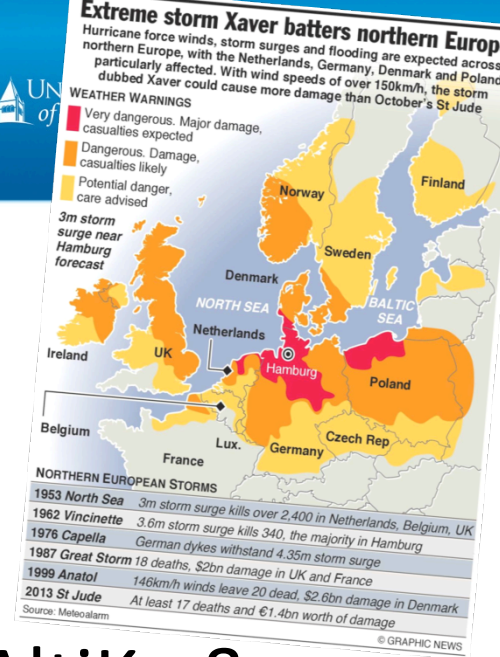 Extreme storm Xaver batters northern Europ
Hurricane force winds, storm surges and flooding are expected across
northern Europe, with the Netherlands, Germany, Denmark and Poland
particularly affected. With wind speeds of over 150km/h, the storm
dubbed Xaver could cause more damage than October's St Jude
UN
of
WEATHER WARNINGS
Very dangerous. Major damage,
casualties expected
Dangerous. Damage,
casualties likely
Potential danger,
care advised
3m storm
surge near
Hamburg
forecast
Norway
Finland
Sweden
Denmark
NORTH SEA
BALTIC
SEA
Netherlands
Ireland
UK
Hamburg
Poland
Belgium
Lux.
Germany
Czech Rep
France
NORTHERN EUROPEAN STORMS
1953 North Sea 3m storm surge kills over 2,400 in Netherlands, Belgium, UK
1962 Vincinette 3.6m storm surge kills 340, the majority in Hamburg
1976 Capella German dykes withstand 4.35m storm surge
1987 Great Storm 18 deaths, $2bn damage in UK and France
1999 Anatol 146km/h winds leave 20 dead, $2.6bn damage in Denmark
2013 St Jude At least 17 deaths and €1.4bn worth of damage
Source: Meteoalarm
© GRAPHIC NEWS